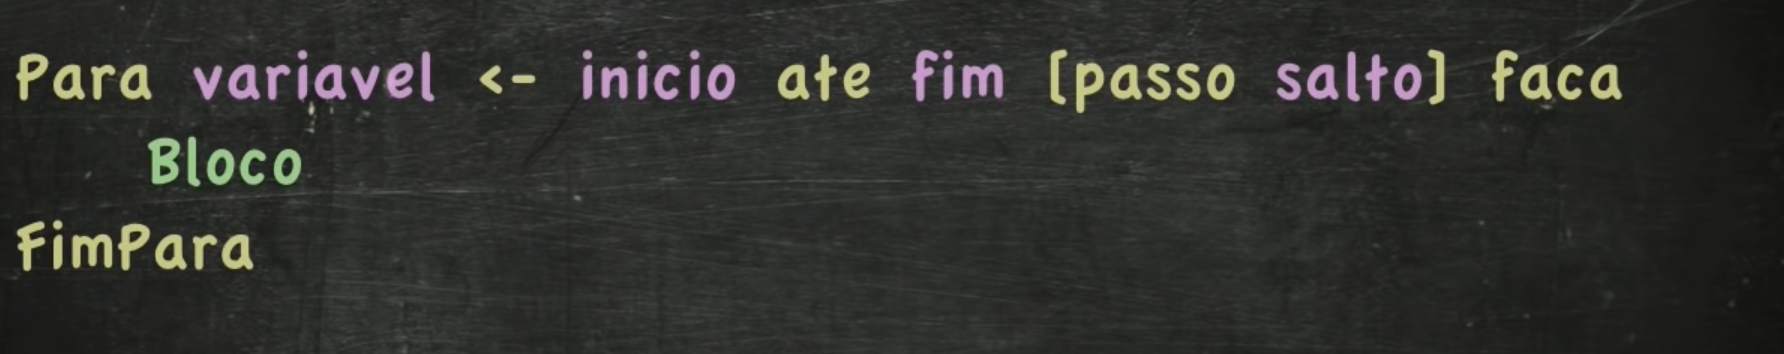 Para variavel <- inicio ate fim [passo salto] faca
Bloco
FimPara